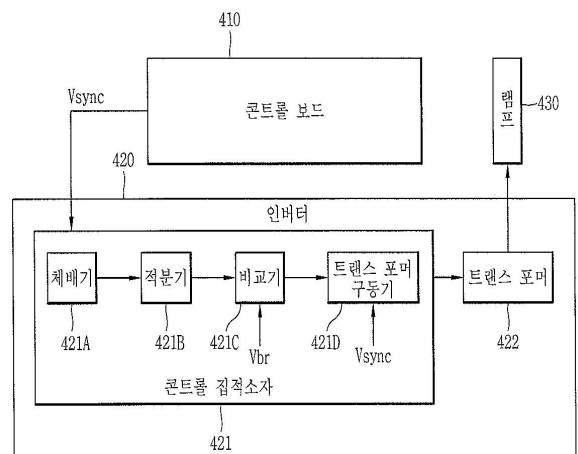 410
Vsync
콘트롤 보드
램프
430
420
인버터
체배기
적분기
비교기
트랜스 포머
구동기
트랜스 포머
421A
421B
421C
421D
422
Vbr
Vsync
콘트롤 집적소자
421